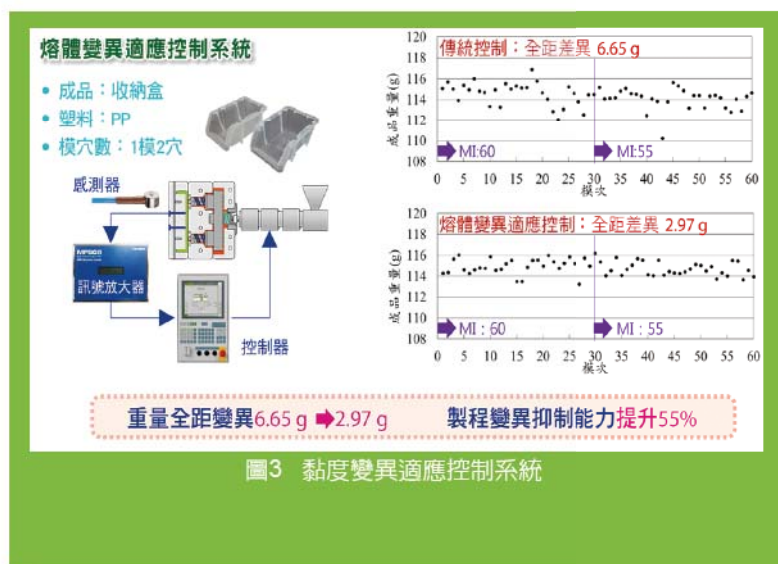 熔體變異適應控制系統
• 成品：收納盒
• 塑料：PP
• 模穴數：1模2穴
感測器
訊號放大器
控制器
傳統控制：全距差異 6.65 g
成品重量(g)
120
118
116
114
112
110
108
MI:60
MI:55
0 5 10 15 20 25 30 35 40 45 50 55 60
模次
熔體變異適應控制：全距差異 2.97 g
成品重量(g)
120
118
116
114
112
110
108
MI：60
MI：55
0 5 10 15 20 25 30 35 40 45 50 55 60
模次
重量全距變異6.65 g ➡2.97 g 製程變異抑制能力提升55%
圖3 黏度變異適應控制系統